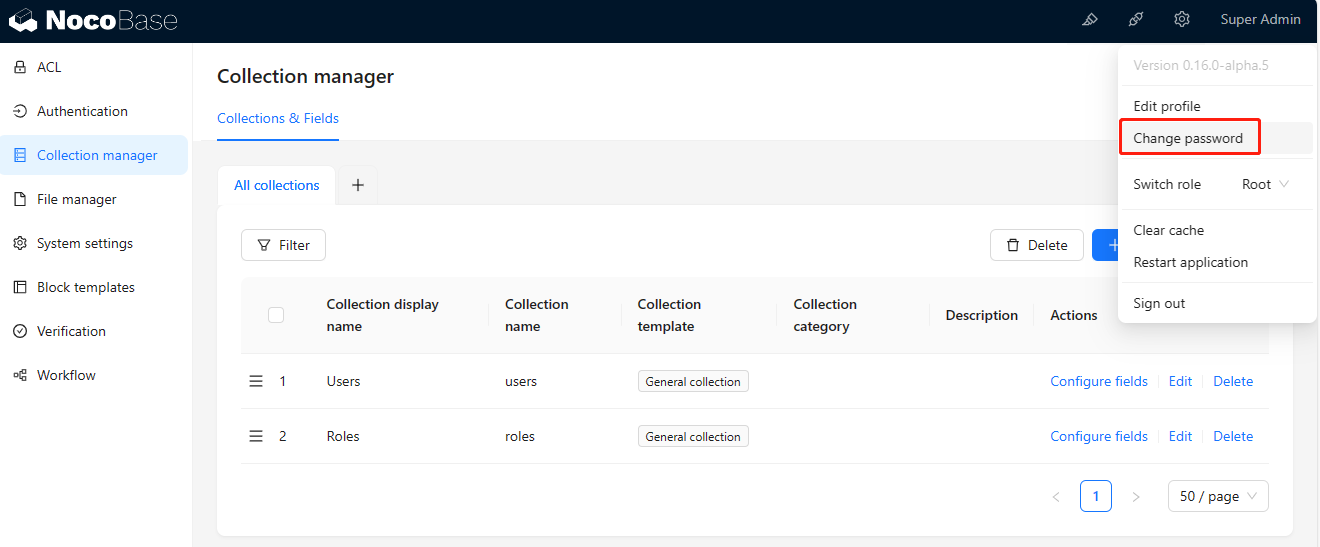 NocoBase
Super Admin
ACL
Authentication
Collection manager
File manager
System settings
Block templates
Verification
Workflow
Collection manager
Collections & Fields
All collections
+
Filter
Delete
+
Collection display name
Collection name
Collection template
Collection category
Description
Actions
1 Users users General collection Configure fields Edit Delete
2 Roles roles General collection Configure fields Edit Delete
< 1 > 50 / page
Version 0.16.0-alpha.5
Edit profile
Change password
Switch role Root
Clear cache
Restart application
Sign out